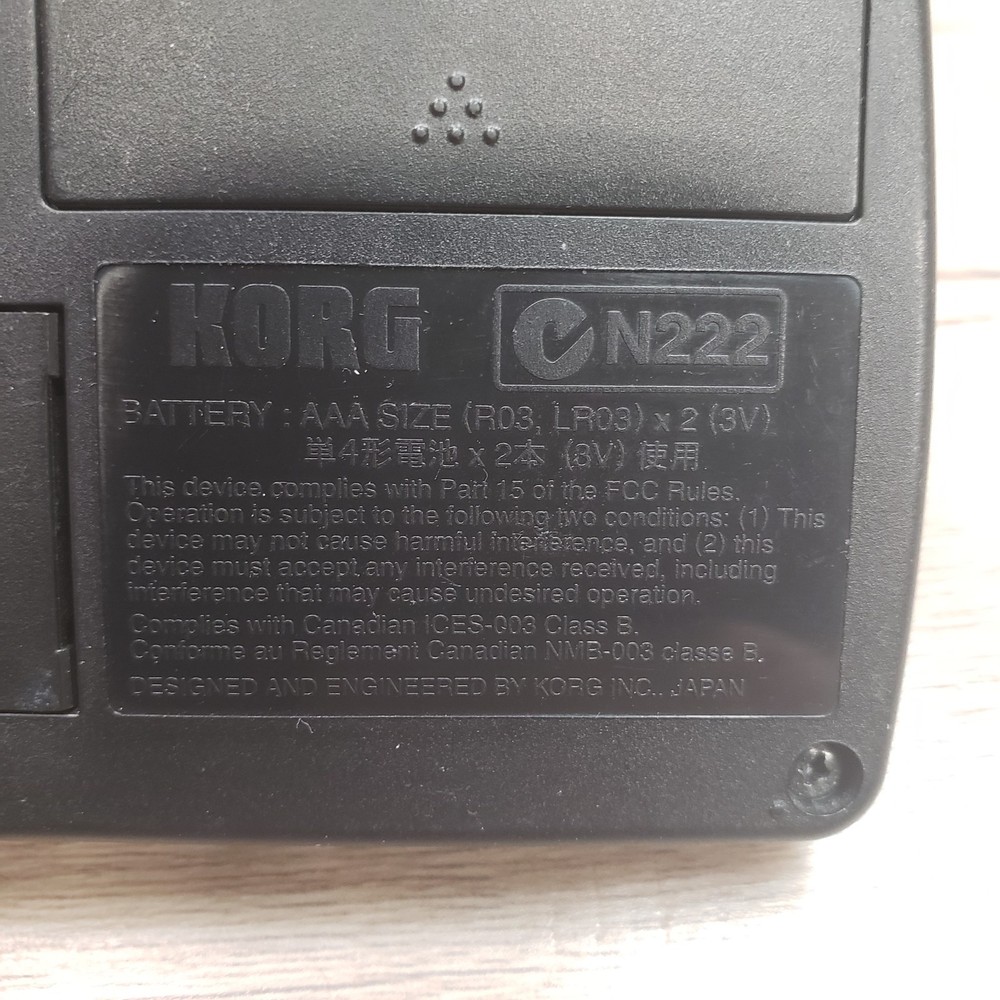 KORG
N222
BATTERY : AAA SIZE (R03, LR03) x 2 (3V)
単4形電池 x 2本 (3V) 使用
This device complies with Part 15 of the FCC Rules.
Operation is subject to the following two conditions: (1) This
device may not cause harmful interference, and (2) this
device must accept any interference received, including
interference that may cause undesired operation.
Complies with Canadian ICES-003 Class B.
Conforme au Reglement Canadian NMB-003 classe B.
DESIGNED AND ENGINEERED BY KORG INC., JAPAN